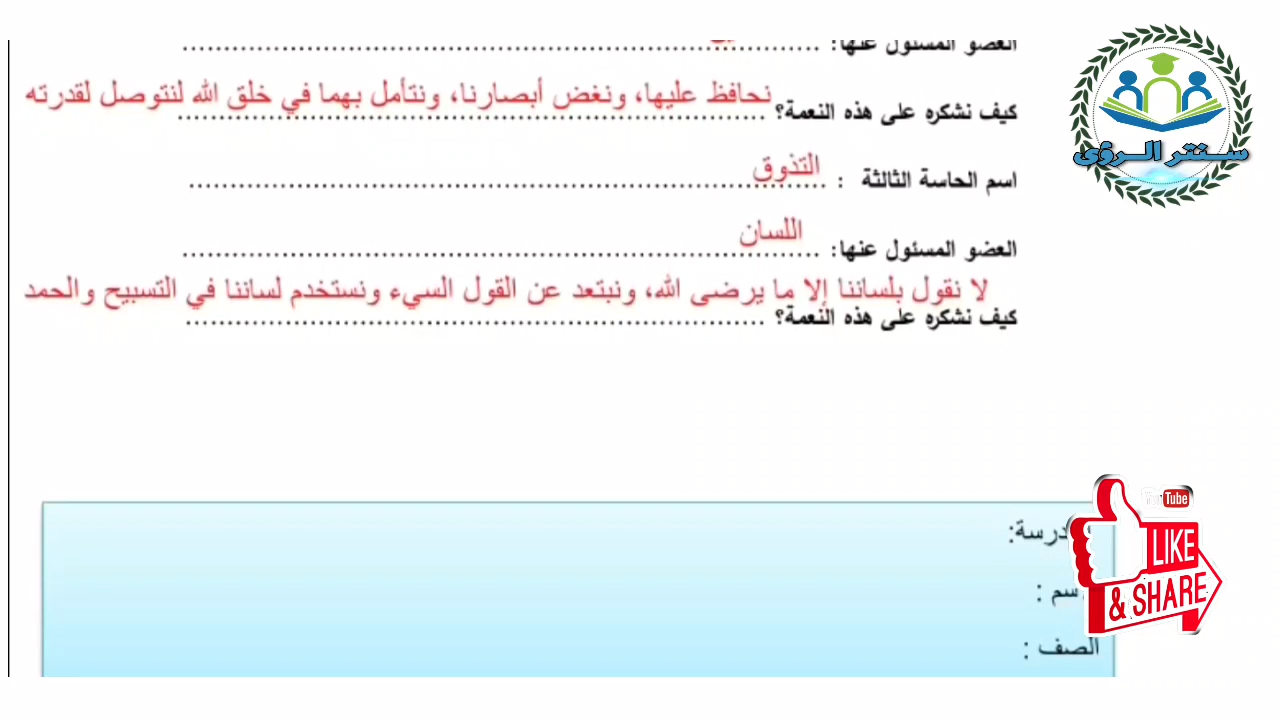 العضو المسئول عنها: ........................................
نحافظ عليها، ونغض أبصارنا، ونتأمل بهما في خلق الله لنتوصل لقدرته
كيف نشكره على هذه النعمة؟ ........................................
التذوق
اسم الحاسة الثالثة : ........................................
اللسان
العضو المسئول عنها: ........................................
لا نقول بلساننا إلا ما يرضى الله، ونبتعد عن القول السيء ونستخدم لساننا في التسبيح والحمد
كيف نشكره على هذه النعمة؟ ........................................
الصف :
سنتر الرؤى
YouTube
LIKE
& SHARE